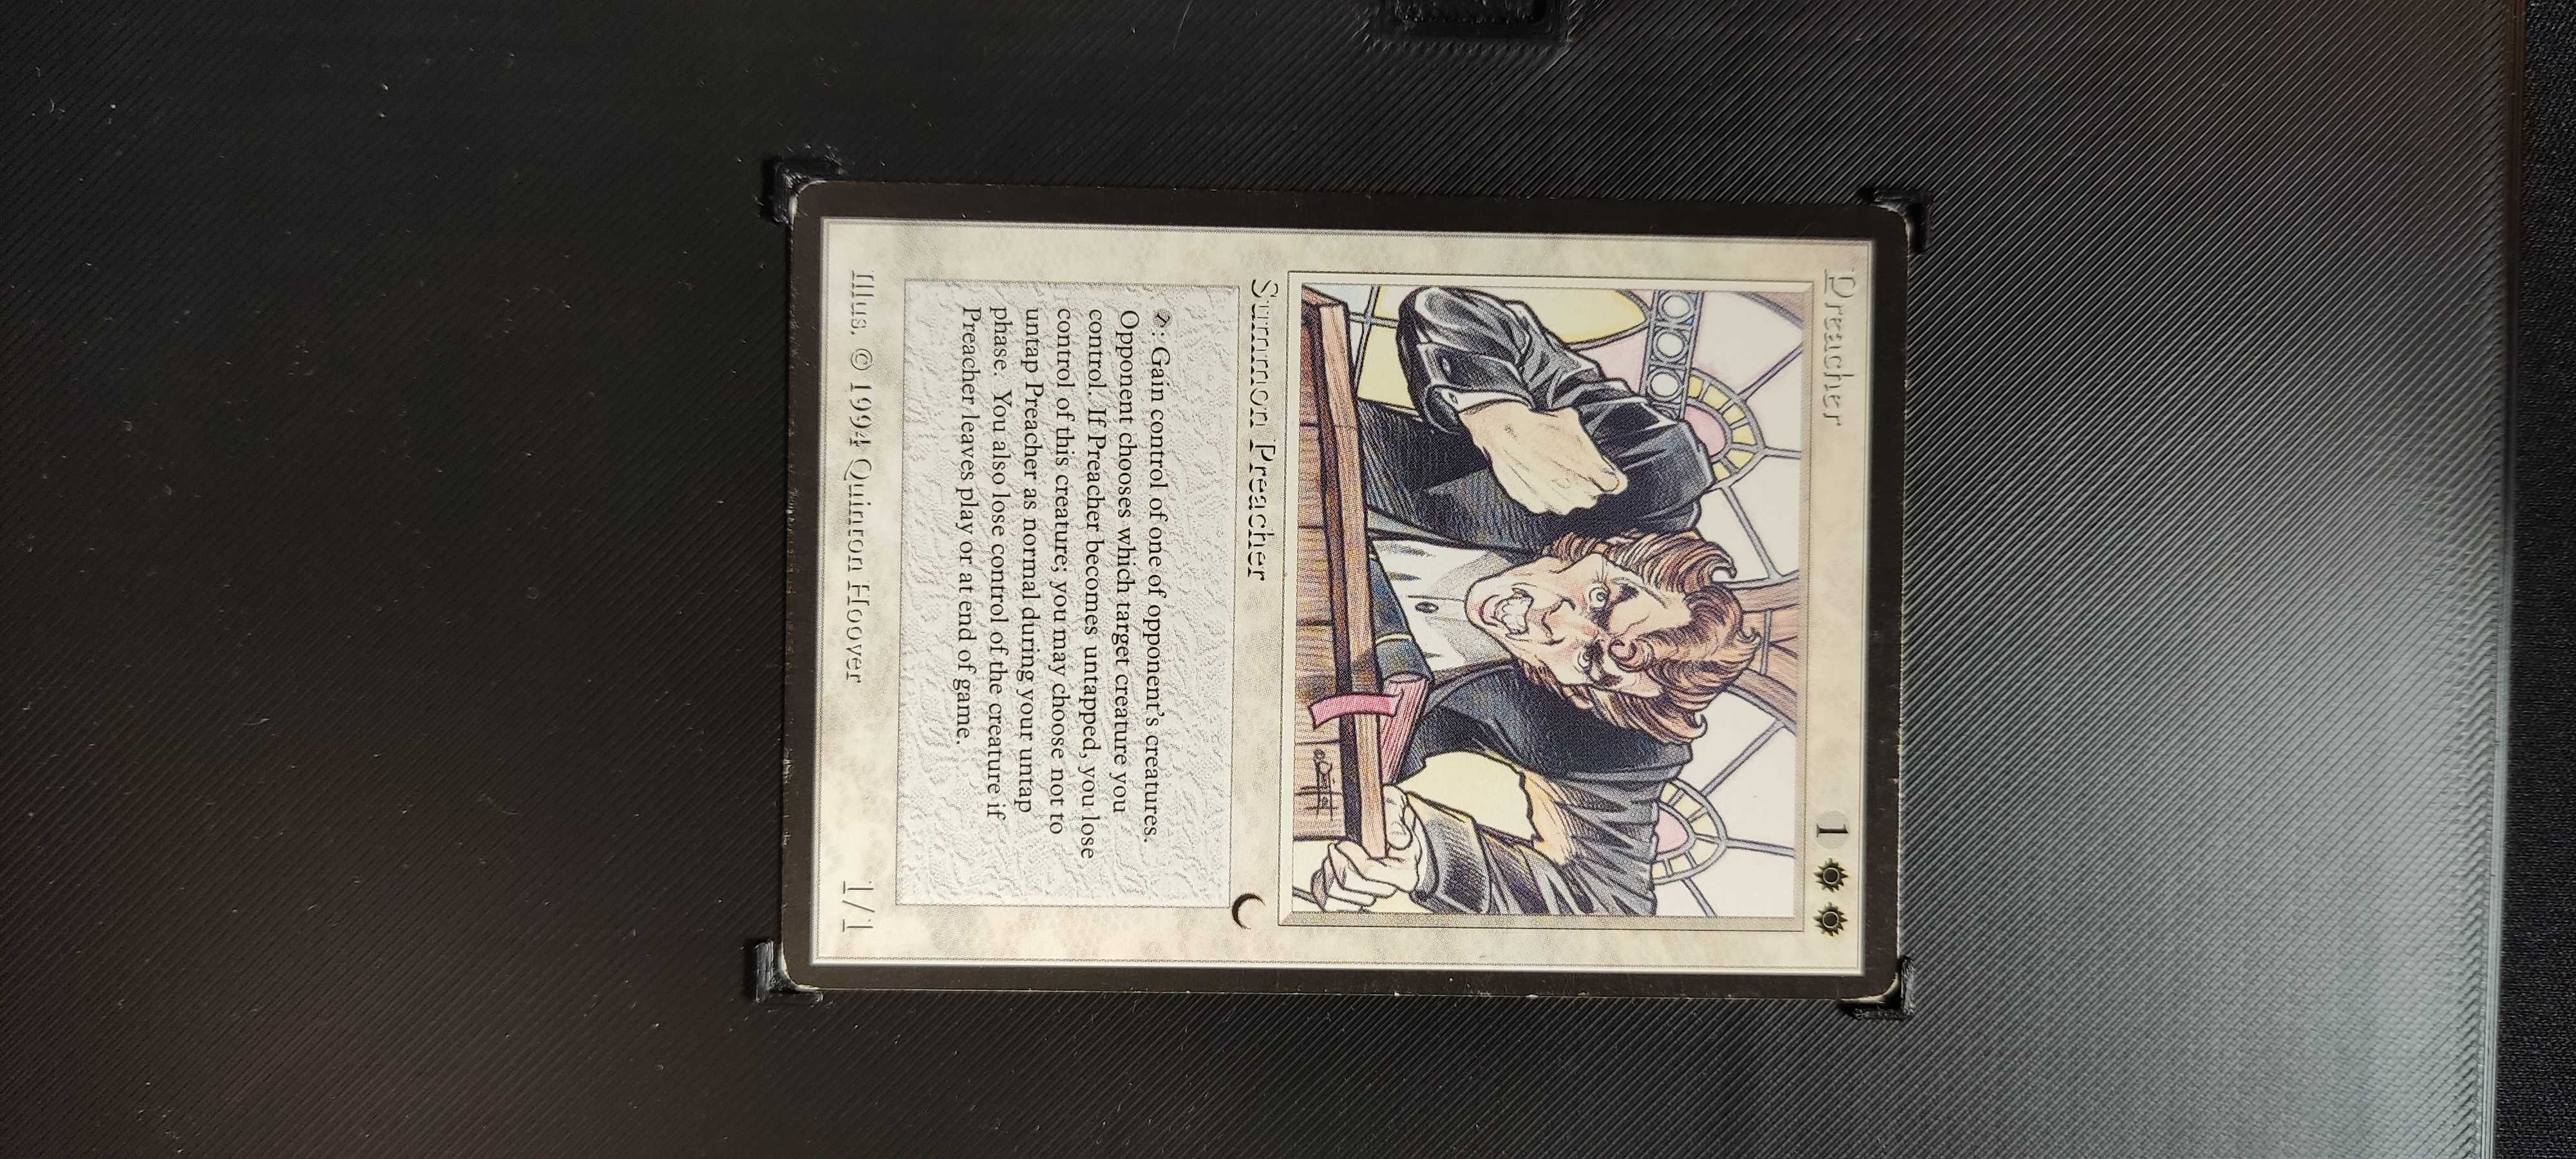 Preacher 1
Summon Preacher
: Gain control of one of opponent's creatures.
Opponent chooses which target creature you
control. If Preacher becomes untapped, you lose
control of this creature; you may choose not to
untap Preacher as normal during your untap
phase. You also lose control of the creature if
Preacher leaves play or at end of game.
Illus. © 1994 Quinton Hoover 1/1